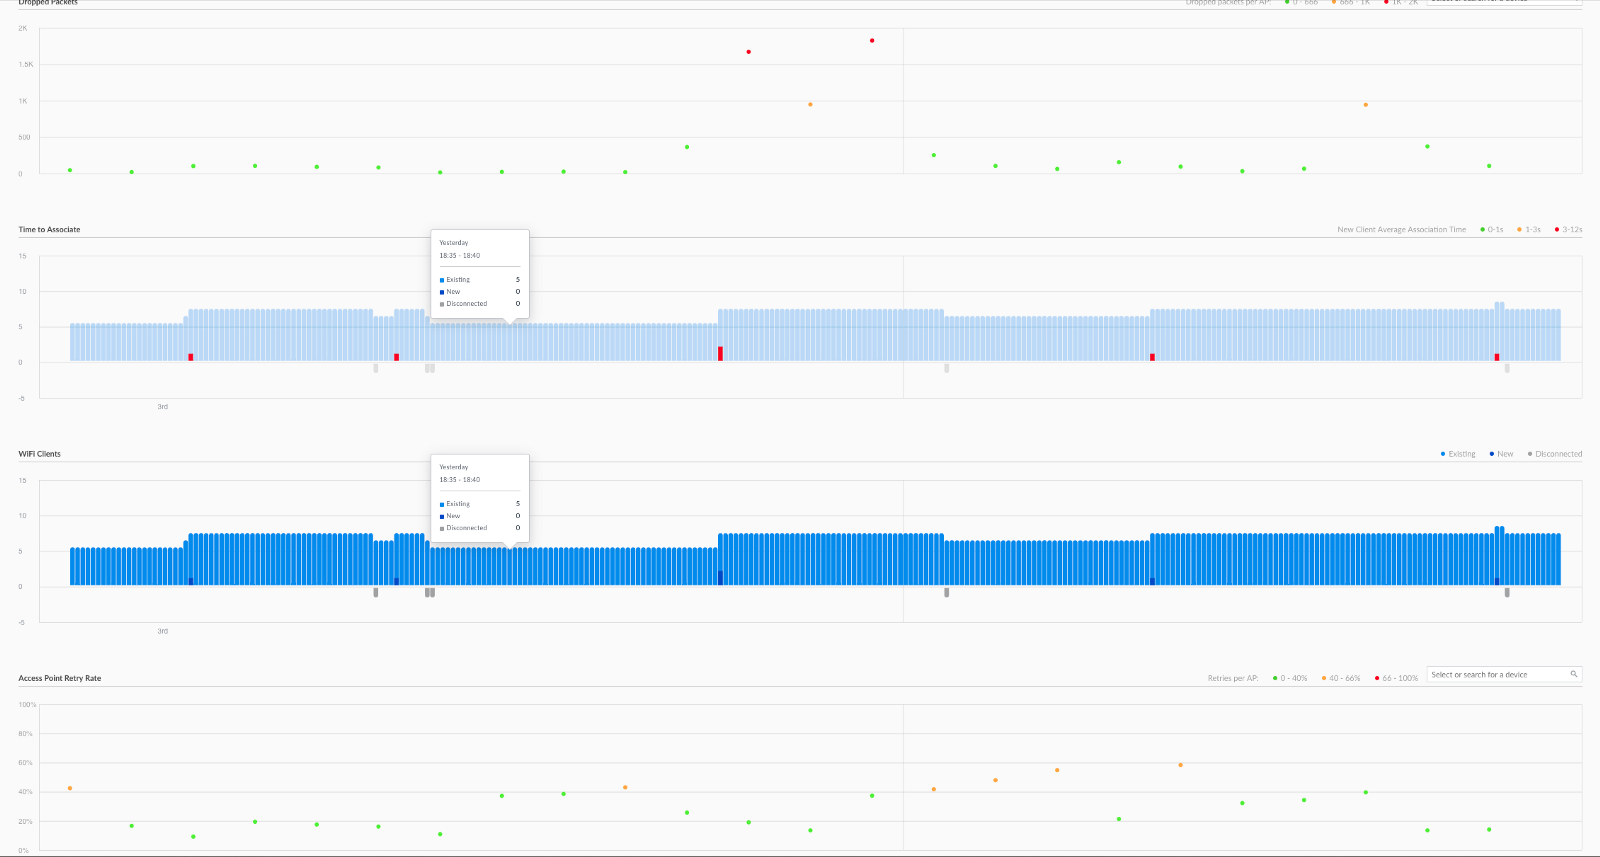 Dropped Packets
Dropped packets per AP: 0 - 666 666 - 1K 1K - 2K Select or search for a device
2K
1.5K
1K
500
0
Time to Associate
New Client Average Association Time 0-1s 1-3s 3-12s
15
10
5
0
-5
Yesterday
18:35 - 18:40
Existing 5
New 0
Disconnected 0
3rd
WiFi Clients
Existing New Disconnected
15
10
5
0
-5
Yesterday
18:35 - 18:40
Existing 5
New 0
Disconnected 0
3rd
Access Point Retry Rate
Retries per AP: 0 - 40% 40 - 66% 66 - 100% Select or search for a device
100%
80%
60%
40%
20%
0%